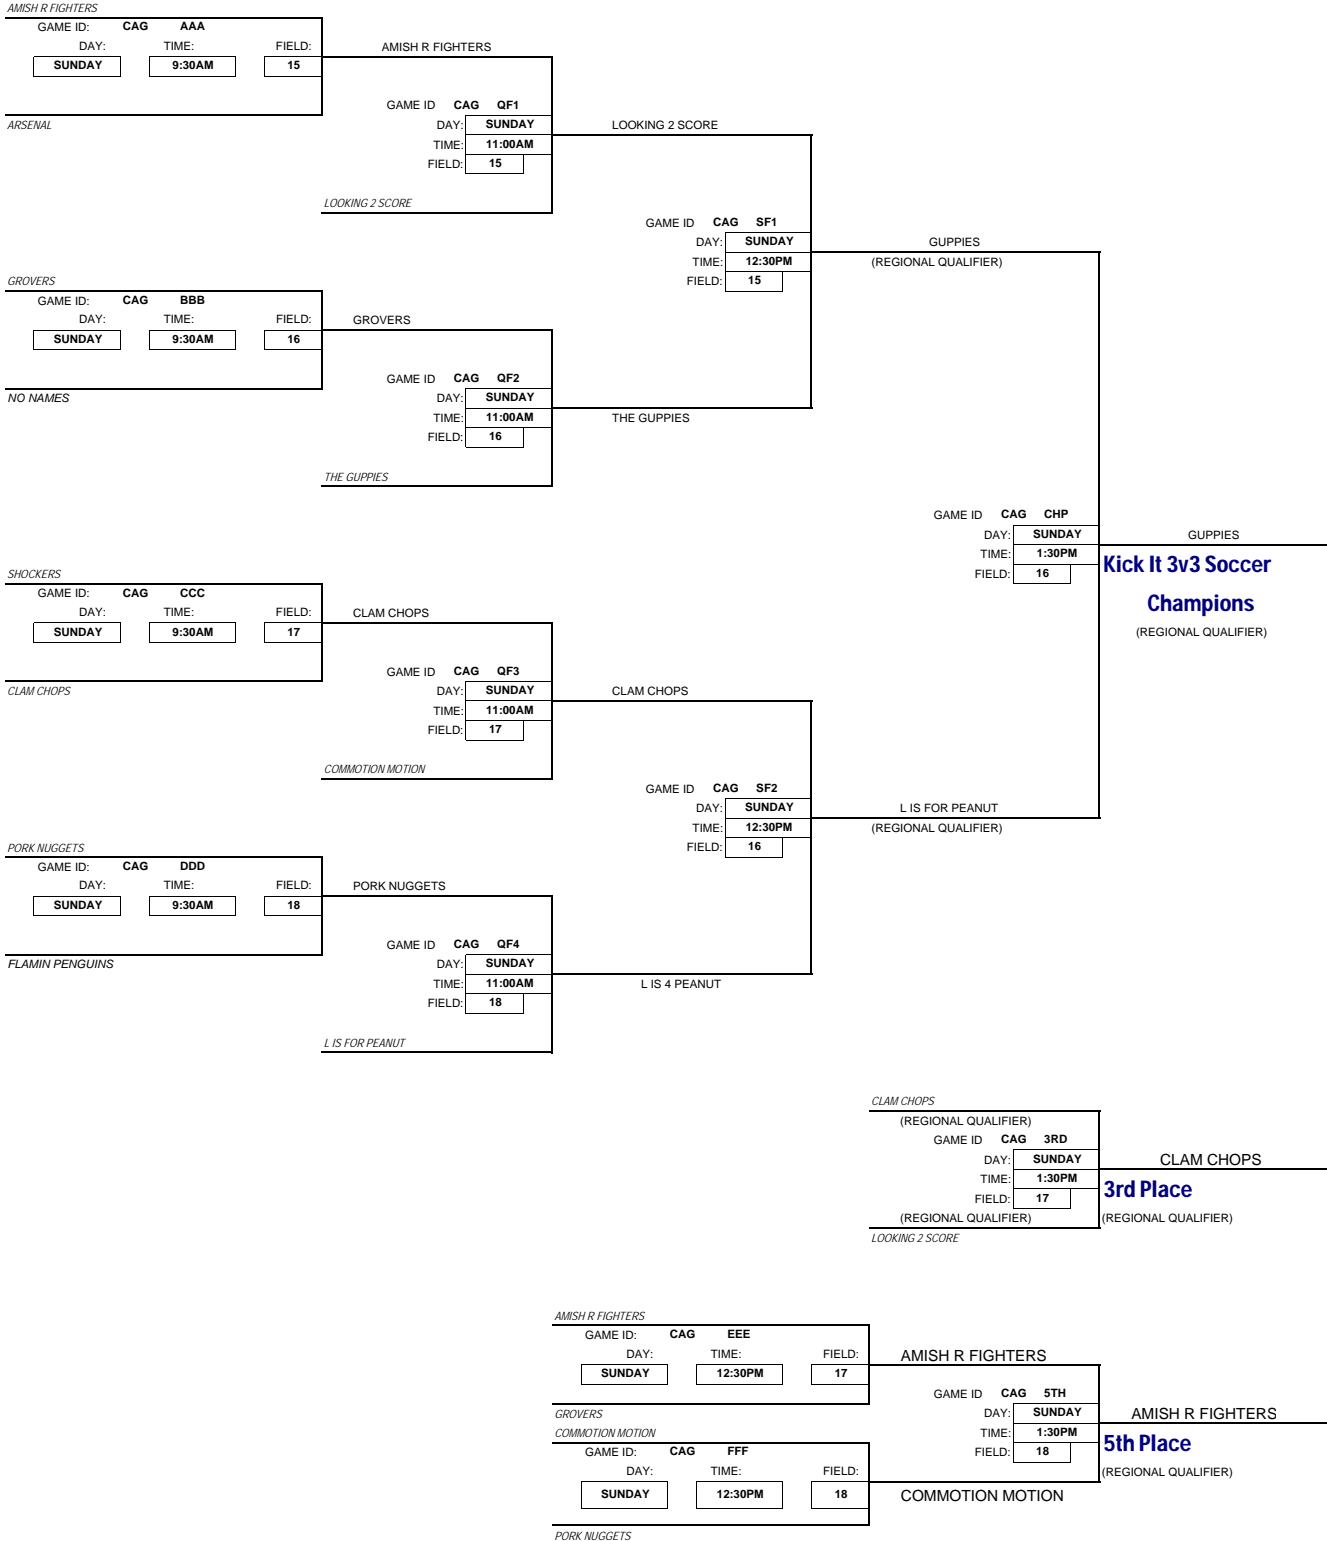 AMISH R FIGHTERS
GAME ID: CAG AAA
DAY: TIME: FIELD:
SUNDAY 9:30AM 15
ARSENAL
AMISH R FIGHTERS
GAME ID CAG QF1
DAY: SUNDAY
TIME: 11:00AM
FIELD: 15
LOOKING 2 SCORE
LOOKING 2 SCORE
GAME ID CAG SF1
DAY: SUNDAY
TIME: 12:30PM
FIELD: 15
GUPPIES
(REGIONAL QUALIFIER)
GROVERS
GAME ID: CAG BBB
DAY: TIME: FIELD:
SUNDAY 9:30AM 16
NO NAMES
GROVERS
GAME ID CAG QF2
DAY: SUNDAY
TIME: 11:00AM
FIELD: 16
THE GUPPIES
THE GUPPIES
GAME ID CAG CHP
DAY: SUNDAY
TIME: 1:30PM
FIELD: 16
GUPPIES
Kick It 3v3 Soccer
Champions
(REGIONAL QUALIFIER)
SHOCKERS
GAME ID: CAG CCC
DAY: TIME: FIELD:
SUNDAY 9:30AM 17
CLAM CHOPS
CLAM CHOPS
GAME ID CAG QF3
DAY: SUNDAY
TIME: 11:00AM
FIELD: 17
COMMOTION MOTION
CLAM CHOPS
GAME ID CAG SF2
DAY: SUNDAY
TIME: 12:30PM
FIELD: 16
L IS FOR PEANUT
(REGIONAL QUALIFIER)
PORK NUGGETS
GAME ID: CAG DDD
DAY: TIME: FIELD:
SUNDAY 9:30AM 18
FLAMIN PENGUINS
PORK NUGGETS
GAME ID CAG QF4
DAY: SUNDAY
TIME: 11:00AM
FIELD: 18
L IS FOR PEANUT
L IS 4 PEANUT
CLAM CHOPS
(REGIONAL QUALIFIER)
GAME ID CAG 3RD
DAY: SUNDAY
TIME: 1:30PM
FIELD: 17
(REGIONAL QUALIFIER)
LOOKING 2 SCORE
CLAM CHOPS
3rd Place
(REGIONAL QUALIFIER)
AMISH R FIGHTERS
GAME ID: CAG EEE
DAY: TIME: FIELD:
SUNDAY 12:30PM 17
GROVERS
COMMOTION MOTION
GAME ID: CAG FFF
DAY: TIME: FIELD:
SUNDAY 12:30PM 18
PORK NUGGETS
AMISH R FIGHTERS
GAME ID CAG 5TH
DAY: SUNDAY
TIME: 1:30PM
FIELD: 18
COMMOTION MOTION
AMISH R FIGHTERS
5th Place
(REGIONAL QUALIFIER)